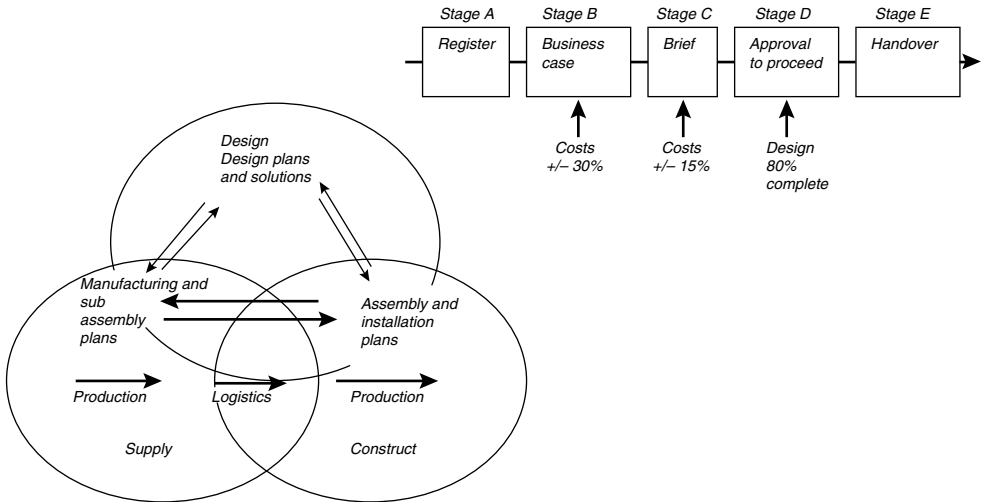 Stage A
Stage B
Stage C
Stage D
Stage E
Register
Business
case
Brief
Approval
to proceed
Handover
Costs
+/– 30%
Costs
+/– 15%
Design
80%
complete
Design
Design plans
and solutions
Manufacturing and
sub
assembly
plans
Assembly and
installation
plans
Production
Logistics
Production
Supply
Construct